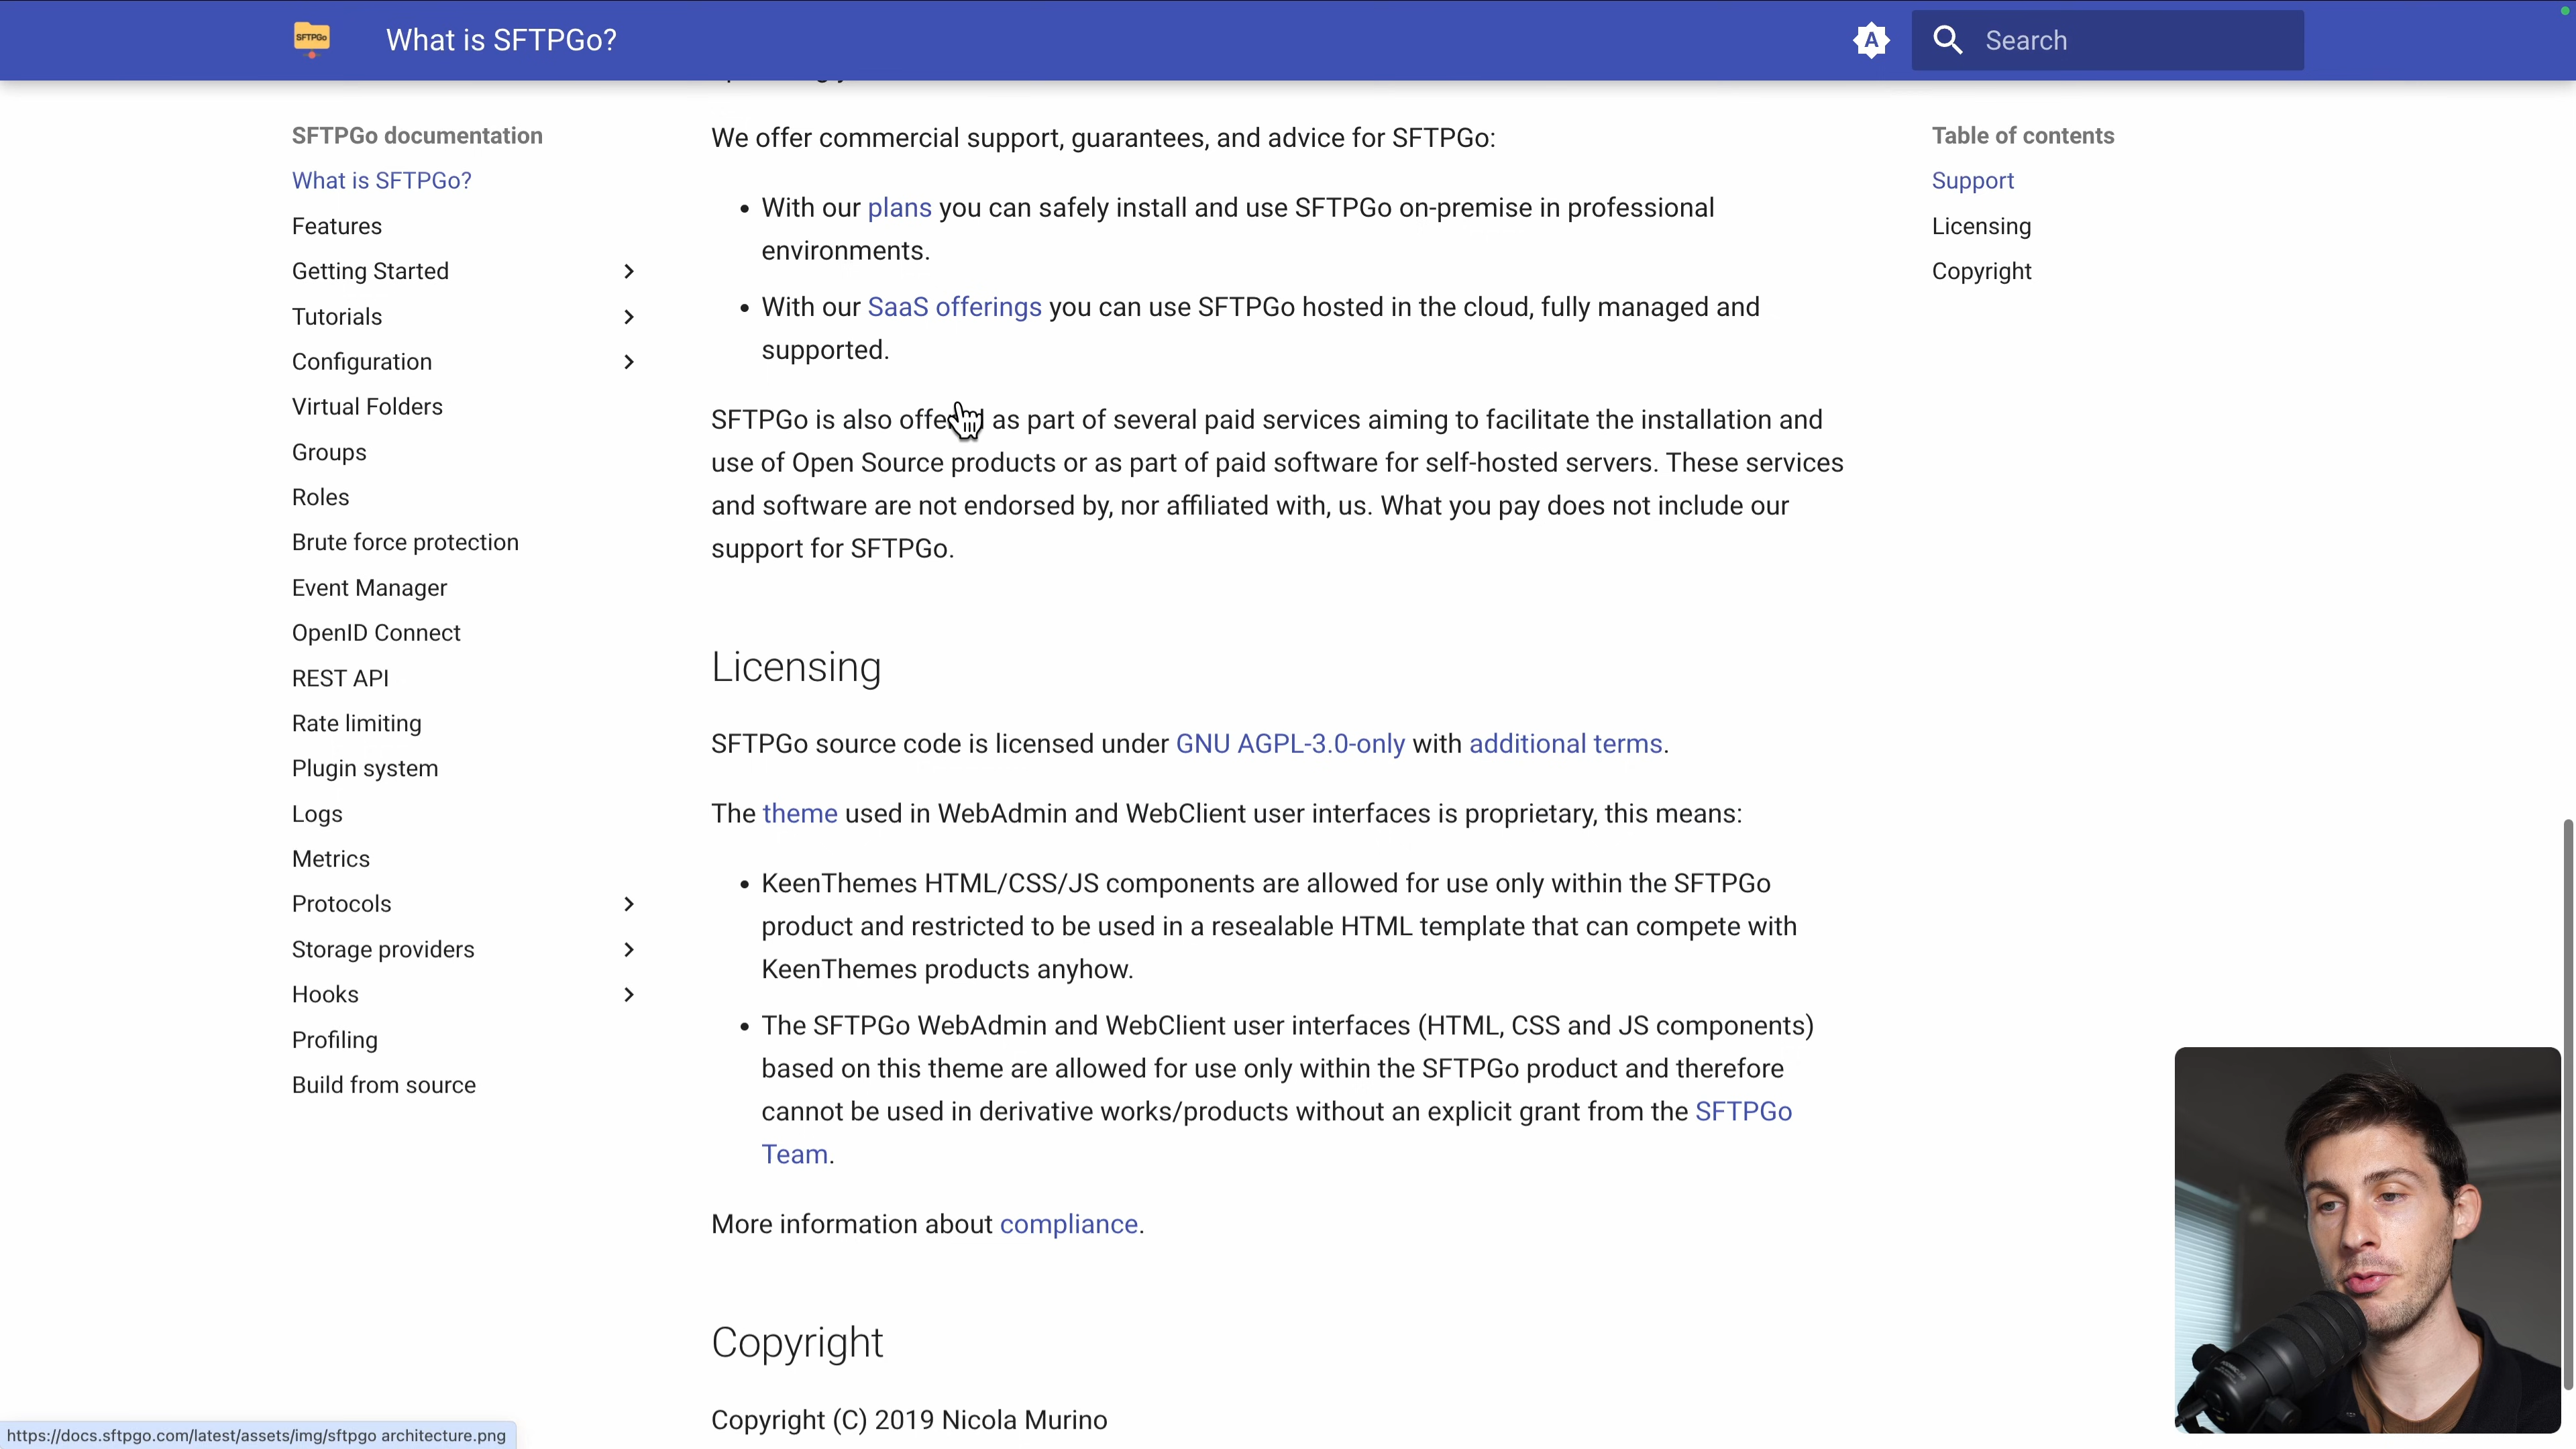 SFTPGo
What is SFTPGo?
A
Search
SFTPGo documentation
What is SFTPGo?
Features
Getting Started
Tutorials
Configuration
Virtual Folders
Groups
Roles
Brute force protection
Event Manager
OpenID Connect
REST API
Rate limiting
Plugin system
Logs
Metrics
Protocols
Storage providers
Hooks
Profiling
Build from source
We offer commercial support, guarantees, and advice for SFTPGo:
• With our plans you can safely install and use SFTPGo on-premise in professional
environments.
• With our SaaS offerings you can use SFTPGo hosted in the cloud, fully managed and
supported.
SFTPGo is also offered as part of several paid services aiming to facilitate the installation and
use of Open Source products or as part of paid software for self-hosted servers. These services
and software are not endorsed by, nor affiliated with, us. What you pay does not include our
support for SFTPGo.
Licensing
SFTPGo source code is licensed under GNU AGPL-3.0-only with additional terms.
The theme used in WebAdmin and WebClient user interfaces is proprietary, this means:
• KeenThemes HTML/CSS/JS components are allowed for use only within the SFTPGo
product and restricted to be used in a resealable HTML template that can compete with
KeenThemes products anyhow.
• The SFTPGo WebAdmin and WebClient user interfaces (HTML, CSS and JS components)
based on this theme are allowed for use only within the SFTPGo product and therefore
cannot be used in derivative works/products without an explicit grant from the SFTPGo
Team.
More information about compliance.
Copyright
Copyright (C) 2019 Nicola Murino
Table of contents
Support
Licensing
Copyright
https://docs.sftpgo.com/latest/assets/img/sftpgo architecture.png